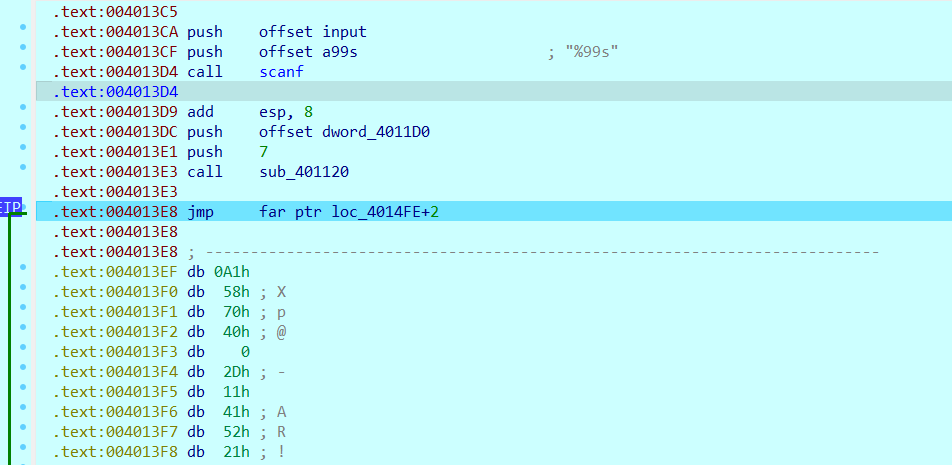 .text:004013C5
.text:004013CA push offset input
.text:004013CF push offset a99s ; "%99s"
.text:004013D4 call scanf
.text:004013D4
.text:004013D9 add esp, 8
.text:004013DC push offset dword_4011D0
.text:004013E1 push 7
.text:004013E3 call sub_401120
.text:004013E3
EIP .text:004013E8 jmp far ptr loc_4014FE+2
.text:004013E8
.text:004013E8 ; ---------------------------------------------------------------------------
.text:004013EF db 0A1h
.text:004013F0 db 58h ; X
.text:004013F1 db 70h ; p
.text:004013F2 db 40h ; @
.text:004013F3 db 0
.text:004013F4 db 2Dh ; -
.text:004013F5 db 11h
.text:004013F6 db 41h ; A
.text:004013F7 db 52h ; R
.text:004013F8 db 21h ; !